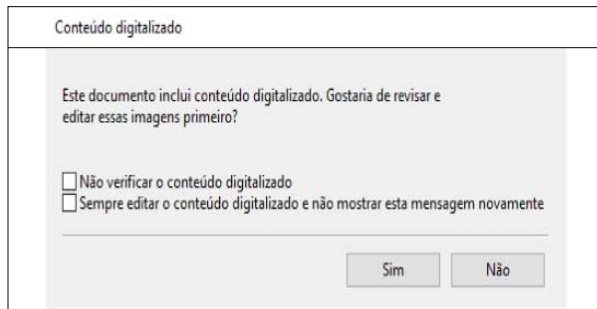 Conteúdo digitalizado
Este documento inclui conteúdo digitalizado. Gostaria de revisar e
editar essas imagens primeiro?
Não verificar o conteúdo digitalizado
Sempre editar o conteúdo digitalizado e não mostrar esta mensagem novamente
Sim
Não